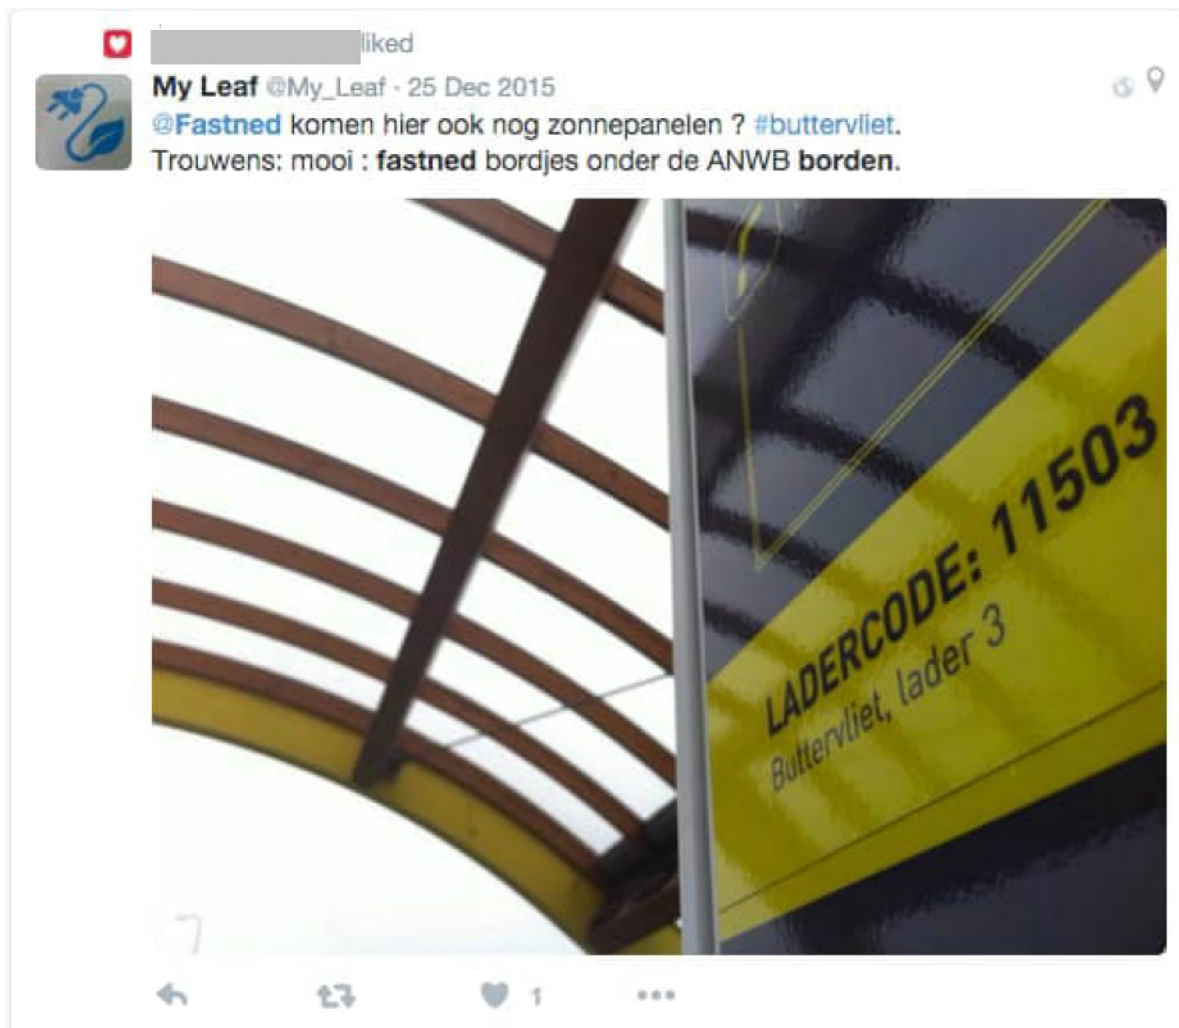 liked
My Leaf @My_Leaf · 25 Dec 2015
@Fastned komen hier ook nog zonnepanelen ? #buttervliet.
Trouwens: mooi : fastned bordjes onder de ANWB borden.
LADERCODE: 11503
Buttervliet, lader 3
1